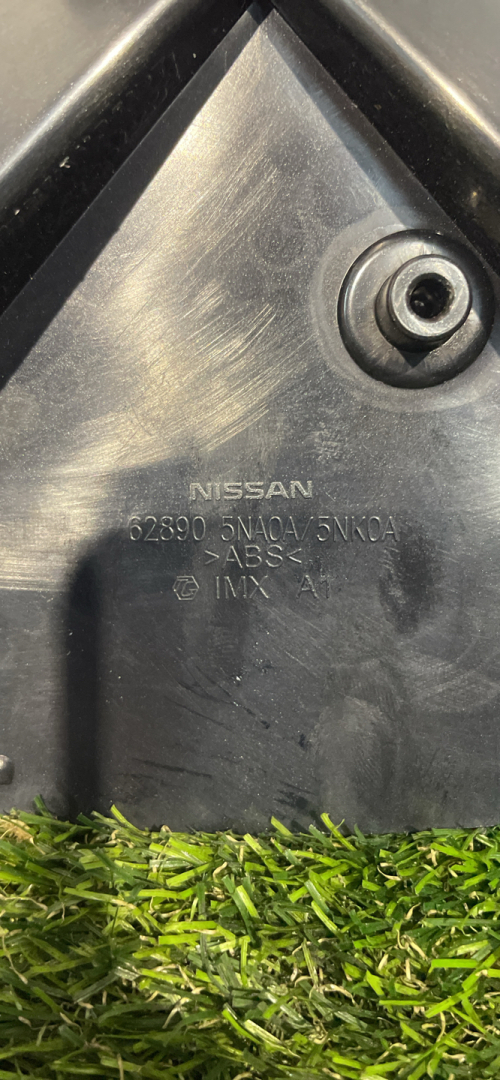 NISSAN
62890 5NA0A/5NK0A
>ABS<
IMX A1